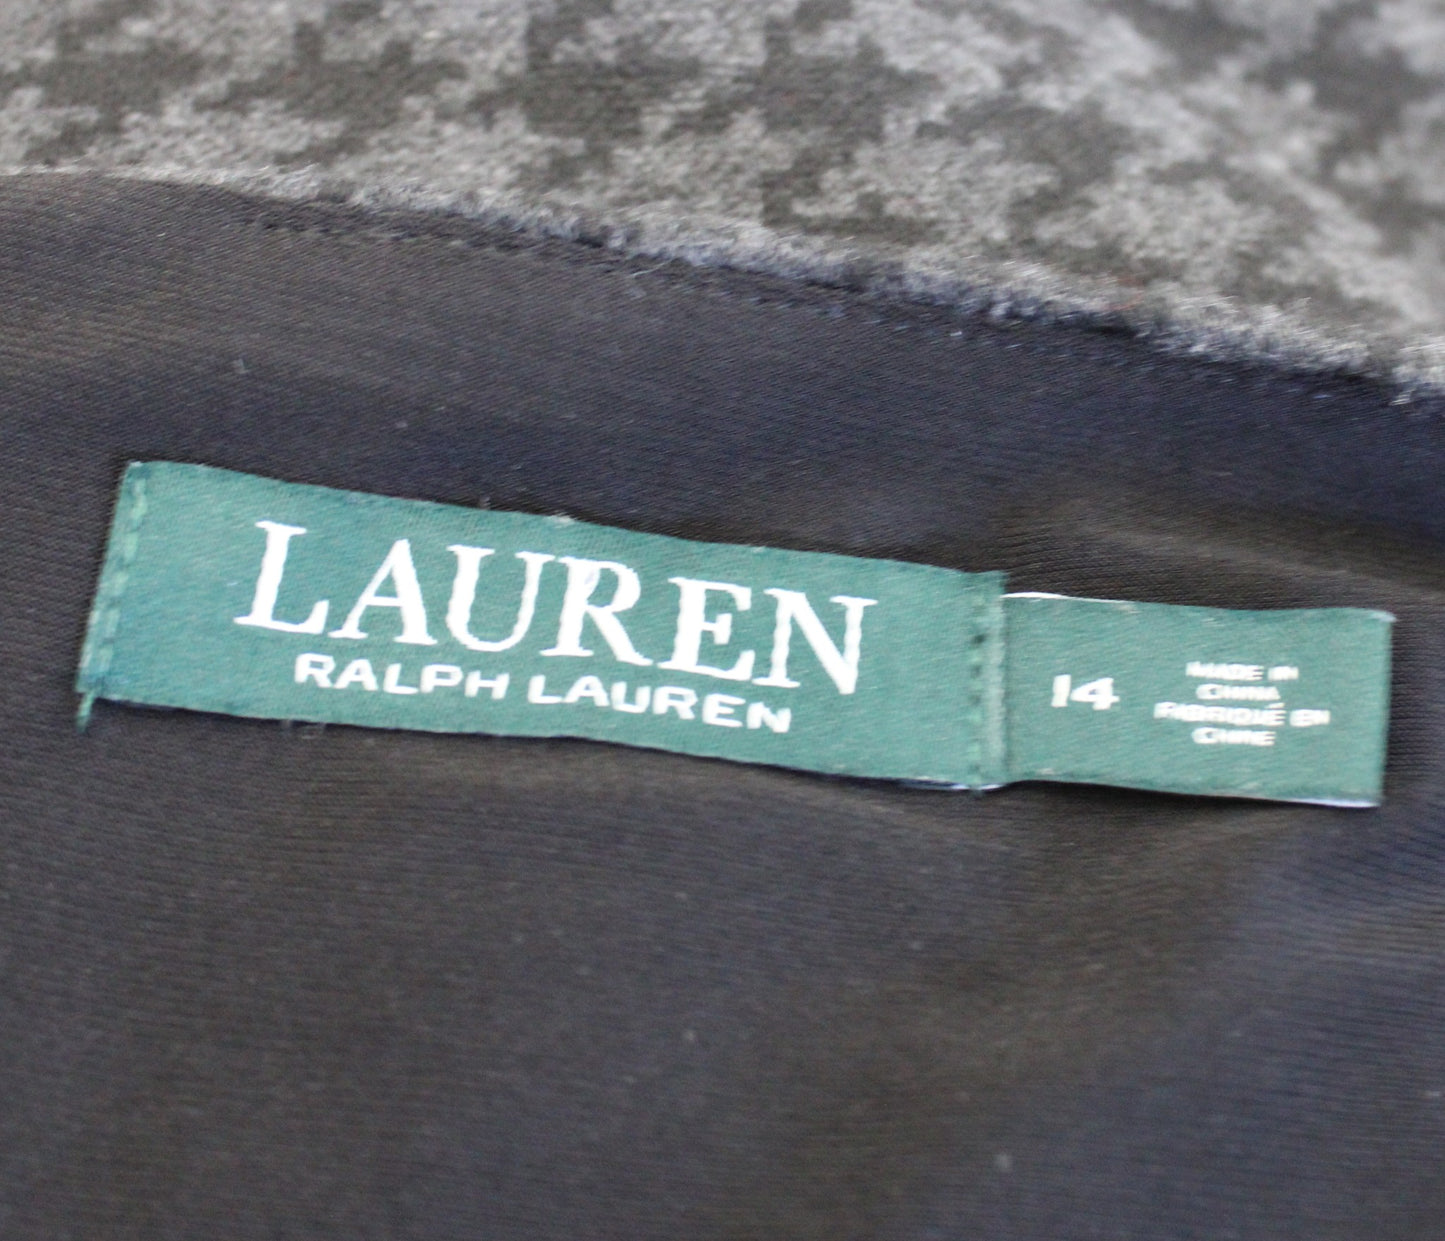 LAUREN
RALPH LAUREN
14
MADE IN
CHINA
FABRIQUÉ EN
CHINE